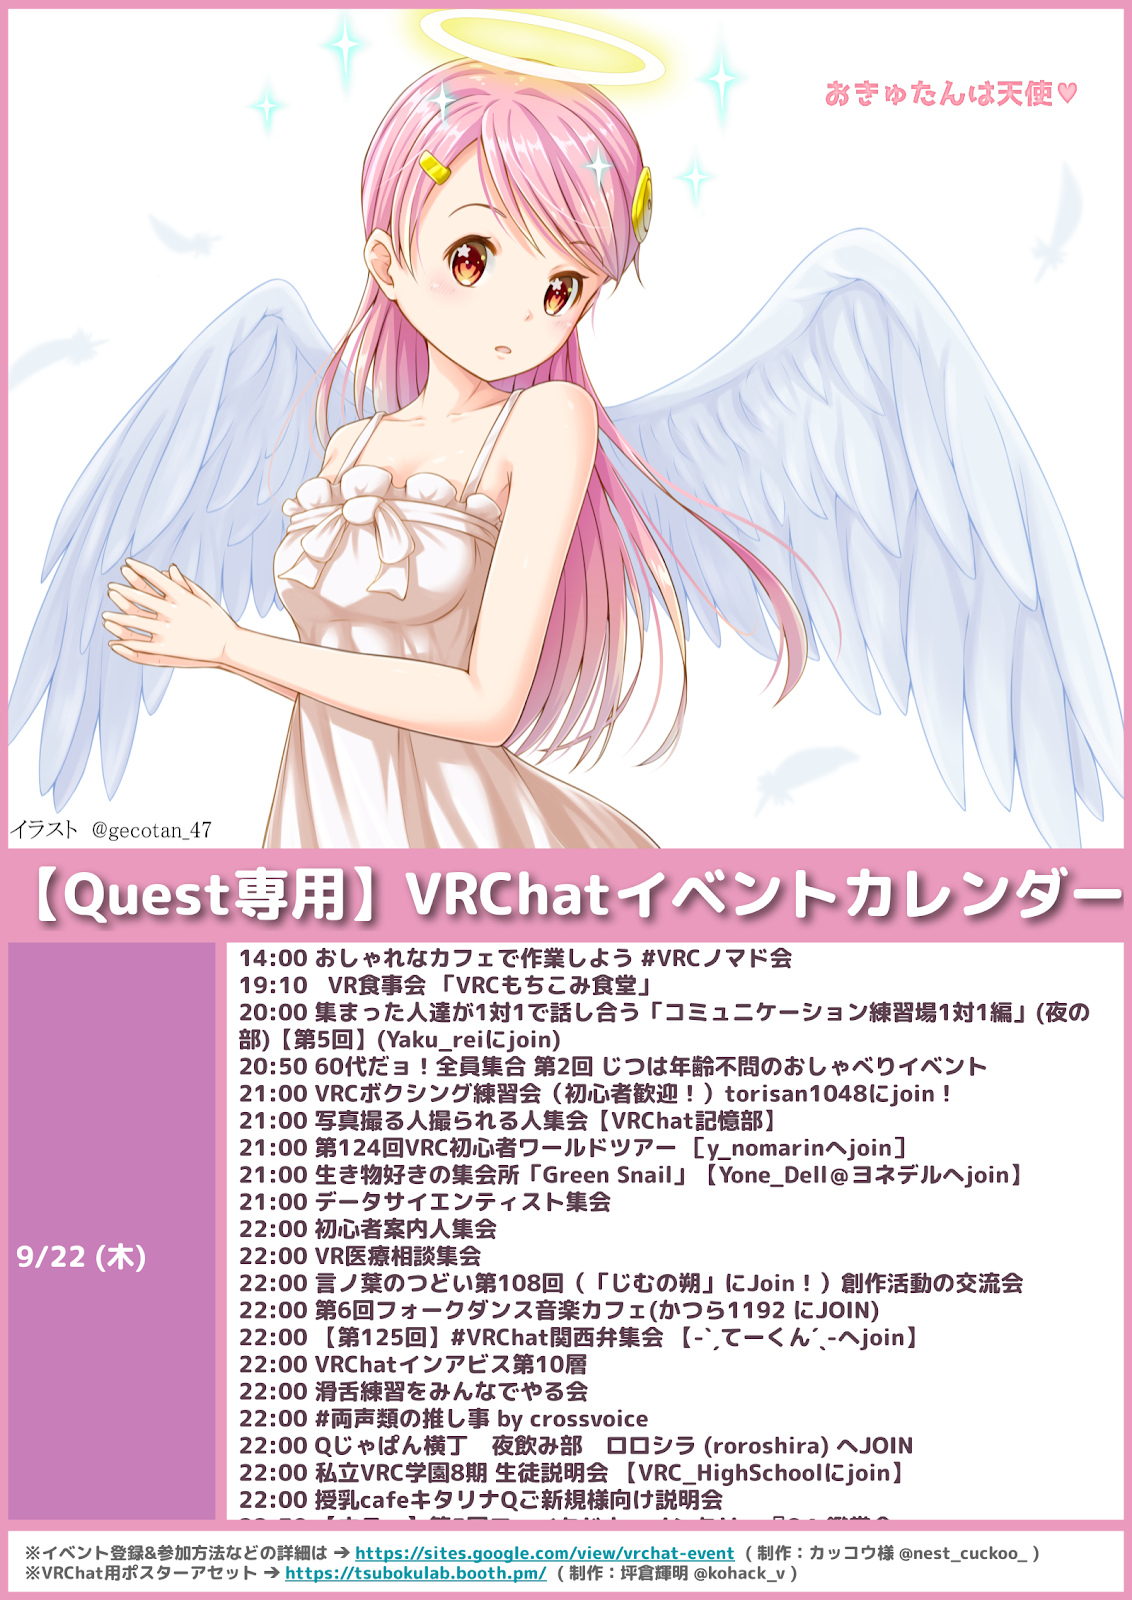 おきゅたんは天使♥
イラスト @gecotan_47
【Quest専用】VRChatイベントカレンダー
9/22 (木)
14:00 おしゃれなカフェで作業しよう #VRCノマド会
19:10 VR食事会 「VRCもちこみ食堂」
20:00 集まった人達が1対1で話し合う「コミュニケーション練習場1対1編」(夜の
部)【第5回】(Yaku_reiにjoin)
20:50 60代だョ！全員集合 第2回 じつは年齢不問のおしゃべりイベント
21:00 VRCボクシング練習会（初心者歓迎！）torisan1048にjoin！
21:00 写真撮る人撮られる人集会【VRChat記憶部】
21:00 第124回VRC初心者ワールドツアー ［y_nomarinへjoin］
21:00 生き物好きの集会所「Green Snail」【Yone_Dell＠ヨネデルへjoin】
21:00 データサイエンティスト集会
22:00 初心者案内人集会
22:00 VR医療相談集会
22:00 言ノ葉のつどい第108回（「じむの朔」にJoin！）創作活動の交流会
22:00 第6回フォークダンス音楽カフェ(かつら1192 にJOIN)
22:00 【第125回】#VRChat関西弁集会 【-ˋˏてーくんˊˎ-へjoin】
22:00 VRChatインアビス第10層
22:00 滑舌練習をみんなでやる会
22:00 #両声類の推し事 by crossvoice
22:00 Qじゃぱん横丁　夜飲み部　ロロシラ (roroshira) へJOIN
22:00 私立VRC学園8期 生徒説明会 【VRC_HighSchoolにjoin】
22:00 授乳cafeキタリナQご新規様向け説明会
※イベント登録&参加方法などの詳細は → https://sites.google.com/view/vrchat-event ( 制作：カッコウ様 @nest_cuckoo_ )
※VRChat用ポスターアセット → https://tsubokulab.booth.pm/ ( 制作：坪倉輝明 @kohack_v )